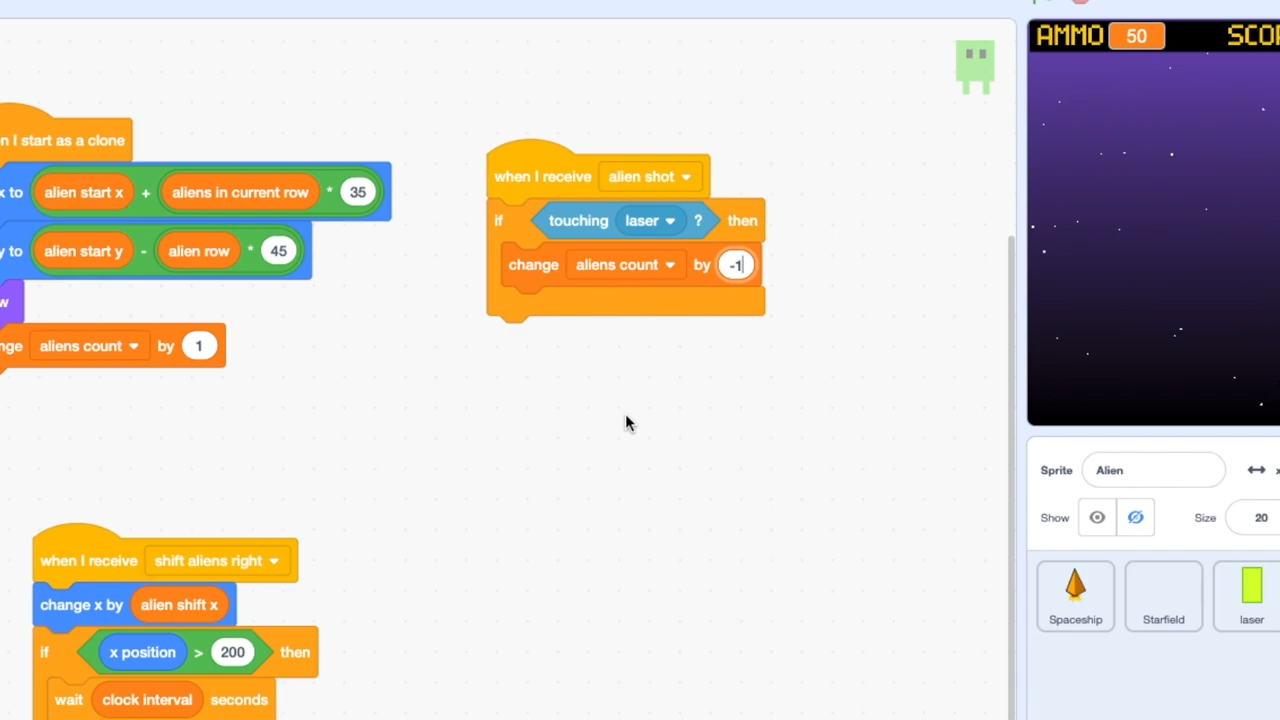 AMMO 50 SCO
n I start as a clone
x to alien start x + aliens in current row * 35
y to alien start y - alien row * 45
w
nge aliens count by 1
when I receive alien shot
if touching laser ? then
change aliens count by -1
when I receive shift aliens right
change x by alien shift x
if x position > 200 then
wait clock interval seconds
Sprite Alien x
Show Size 20
Spaceship Starfield laser